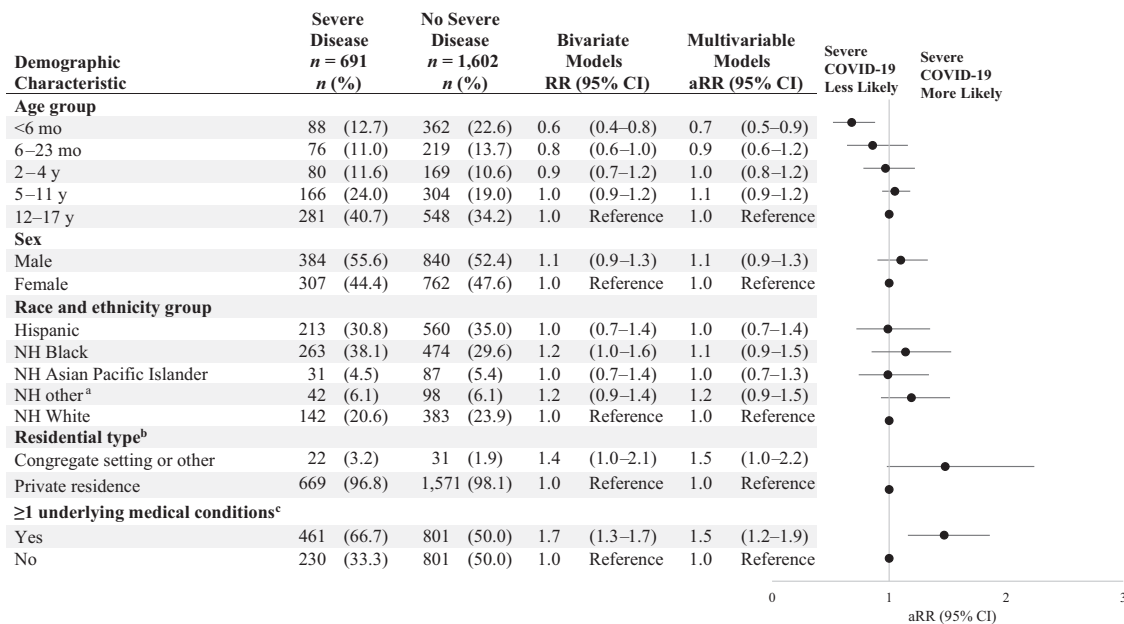 Demographic Characteristic Severe Disease n = 691 n (%) No Severe Disease n = 1,602 n (%) Bivariate Models RR (95% CI) Multivariable Models aRR (95% CI) Severe COVID-19 Less Likely Severe COVID-19 More Likely
Age group
<6 mo 88 (12.7) 362 (22.6) 0.6 (0.4–0.8) 0.7 (0.5–0.9)
6–23 mo 76 (11.0) 219 (13.7) 0.8 (0.6–1.0) 0.9 (0.6–1.2)
2–4 y 80 (11.6) 169 (10.6) 0.9 (0.7–1.2) 1.0 (0.8–1.2)
5–11 y 166 (24.0) 304 (19.0) 1.0 (0.9–1.2) 1.1 (0.9–1.2)
12–17 y 281 (40.7) 548 (34.2) 1.0 Reference 1.0 Reference
Sex
Male 384 (55.6) 840 (52.4) 1.1 (0.9–1.3) 1.1 (0.9–1.3)
Female 307 (44.4) 762 (47.6) 1.0 Reference 1.0 Reference
Race and ethnicity group
Hispanic 213 (30.8) 560 (35.0) 1.0 (0.7–1.4) 1.0 (0.7–1.4)
NH Black 263 (38.1) 474 (29.6) 1.2 (1.0–1.6) 1.1 (0.9–1.5)
NH Asian Pacific Islander 31 (4.5) 87 (5.4) 1.0 (0.7–1.4) 1.0 (0.7–1.3)
NH other a 42 (6.1) 98 (6.1) 1.2 (0.9–1.4) 1.2 (0.9–1.5)
NH White 142 (20.6) 383 (23.9) 1.0 Reference 1.0 Reference
Residential type b
Congregate setting or other 22 (3.2) 31 (1.9) 1.4 (1.0–2.1) 1.5 (1.0–2.2)
Private residence 669 (96.8) 1,571 (98.1) 1.0 Reference 1.0 Reference
≥1 underlying medical conditions c
Yes 461 (66.7) 801 (50.0) 1.7 (1.3–1.7) 1.5 (1.2–1.9)
No 230 (33.3) 801 (50.0) 1.0 Reference 1.0 Reference
0 1 2 3
aRR (95% CI)